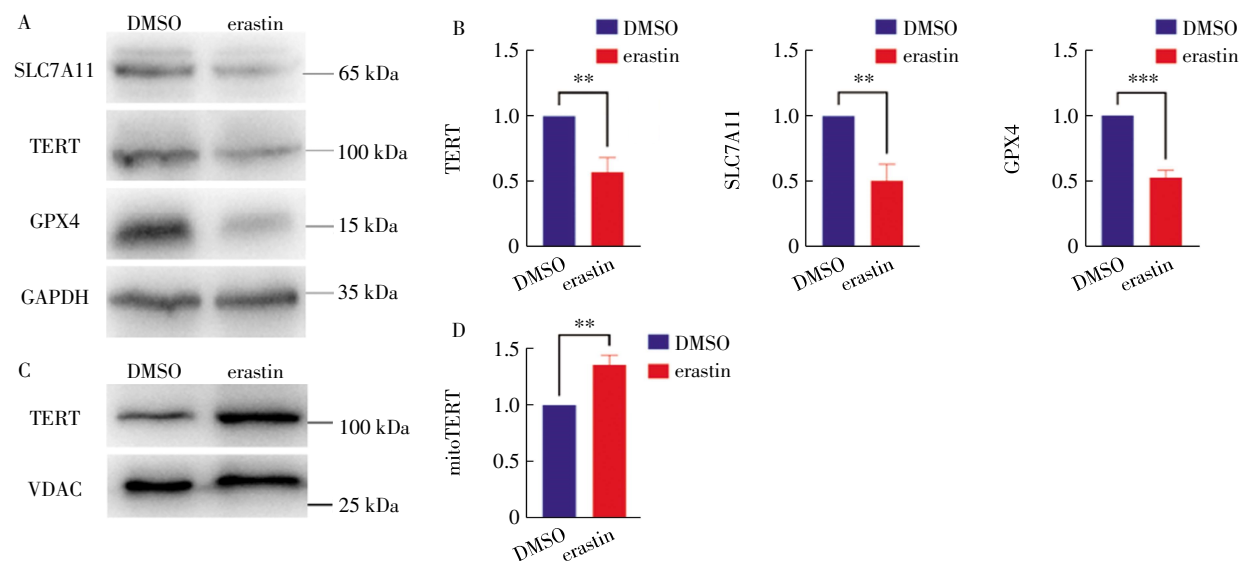 A
DMSO erastin
SLC7A11
65 kDa
TERT
100 kDa
GPX4
15 kDa
GAPDH
35 kDa
B
DMSO
erastin
1.5
1.0
0.5
0
TERT
**
DMSO
erastin
DMSO
erastin
1.5
1.0
0.5
0
SLC7A11
**
DMSO
erastin
DMSO
erastin
1.5
1.0
0.5
0
GPX4
***
DMSO
erastin
C
DMSO erastin
TERT
100 kDa
VDAC
25 kDa
D
DMSO
erastin
1.5
1.0
0.5
0
mitoTERT
**
DMSO
erastin